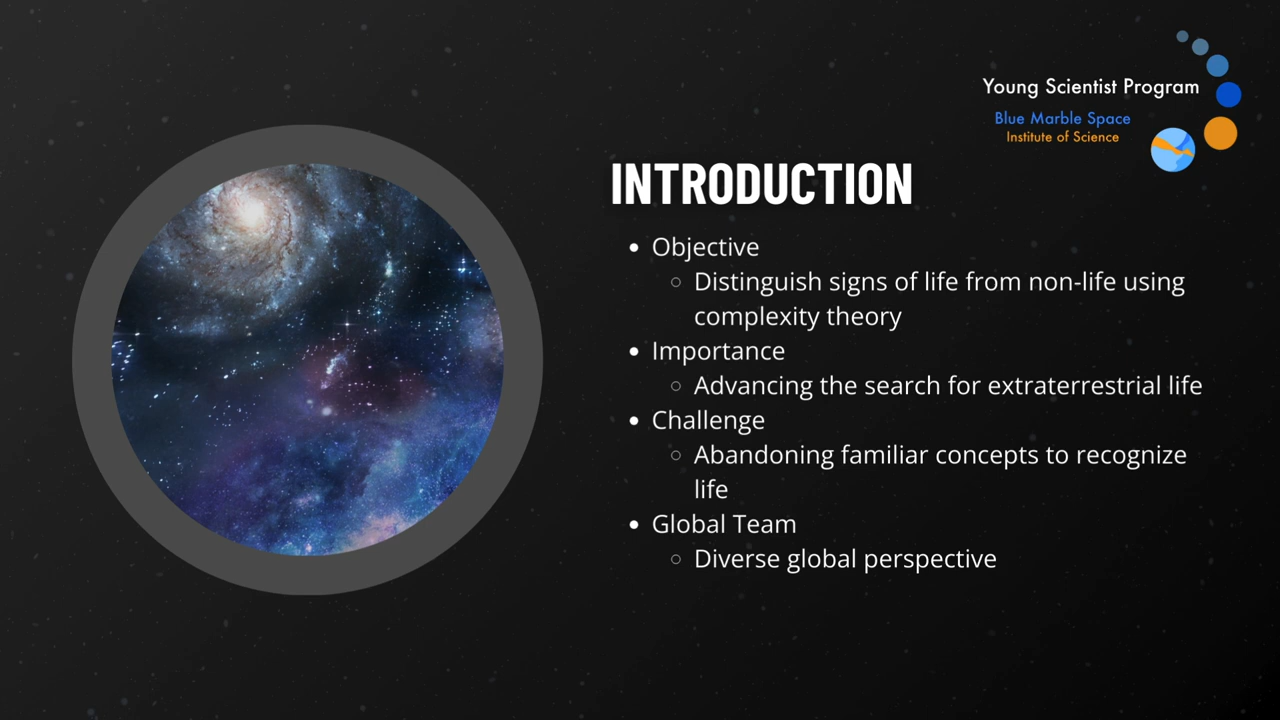 Young Scientist Program
Blue Marble Space
Institute of Science
INTRODUCTION
• Objective
○ Distinguish signs of life from non-life using
complexity theory
• Importance
○ Advancing the search for extraterrestrial life
• Challenge
○ Abandoning familiar concepts to recognize
life
• Global Team
○ Diverse global perspective